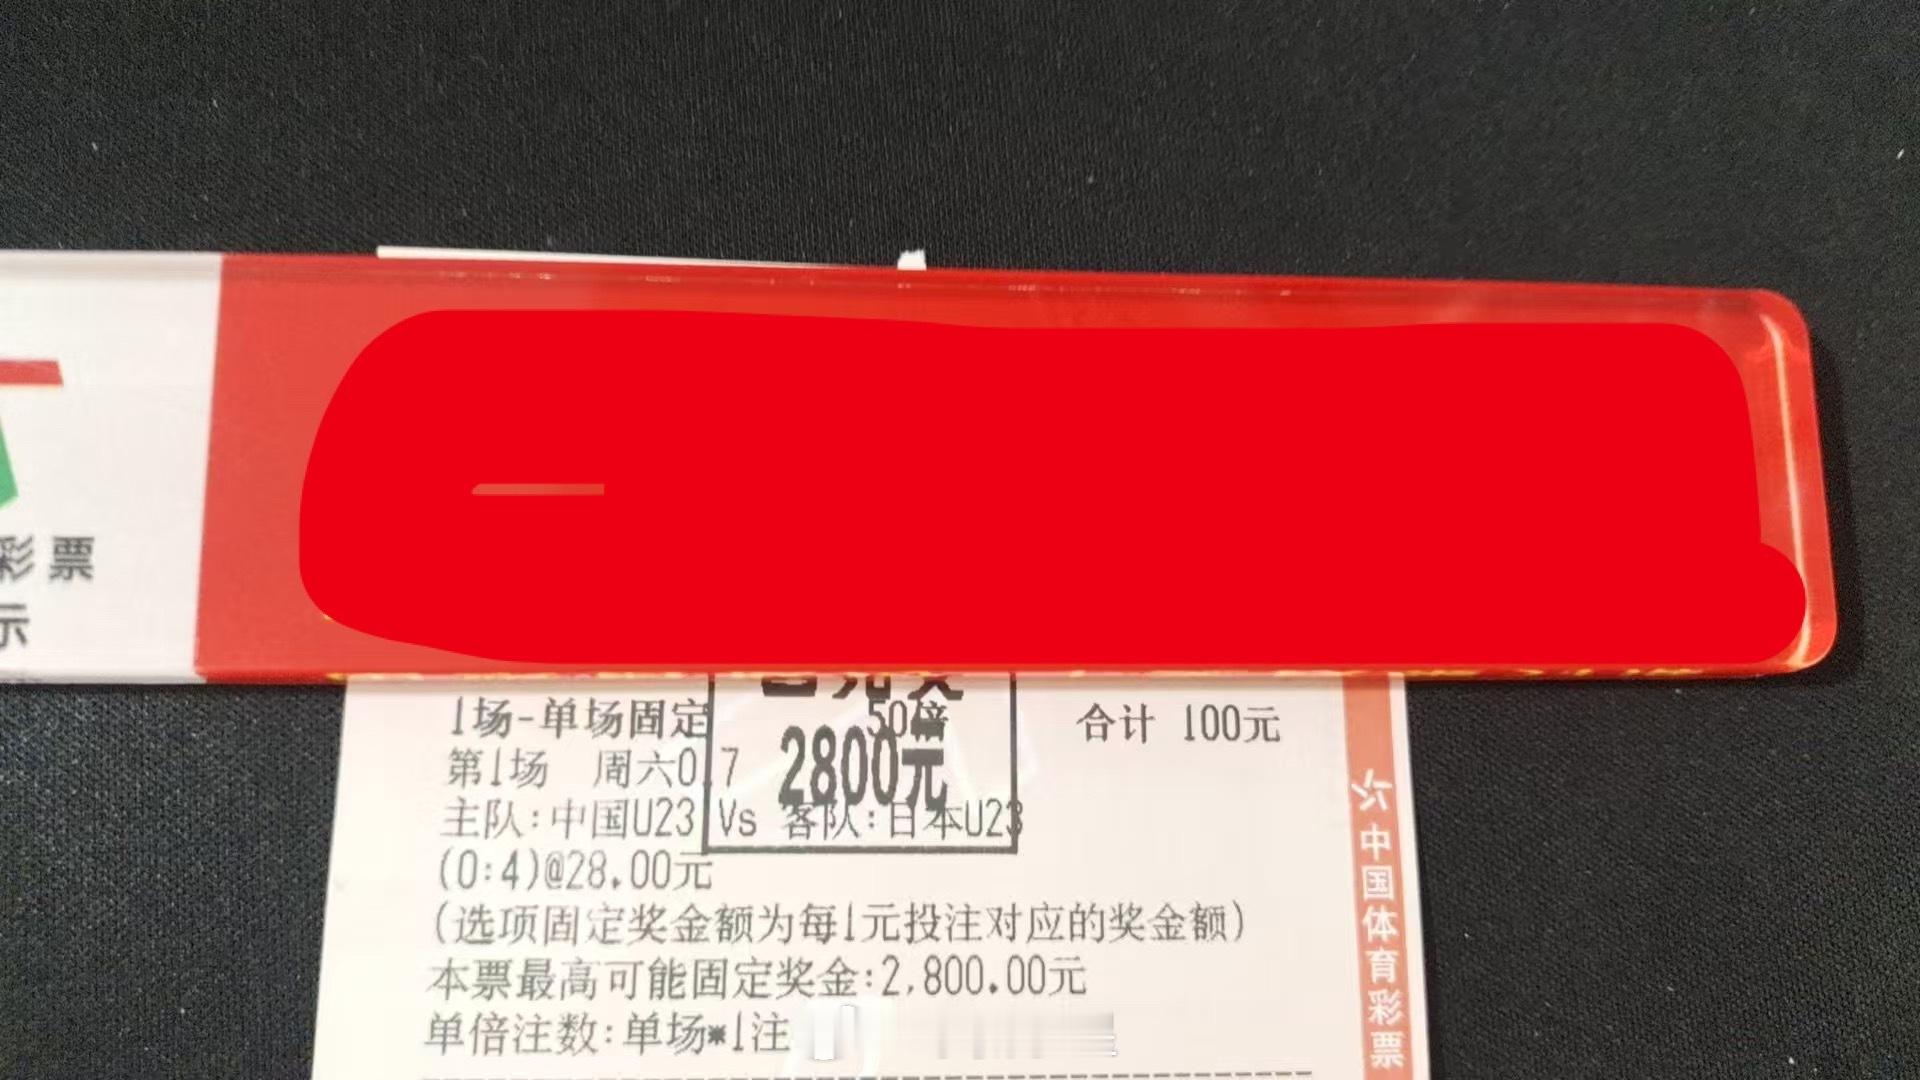 彩票
示
1场-单场固定 50倍 合计 100元
2800元
第1场 周六0 7
主队:中国U23 Vs 客队:日本U23
(0:4)@28.00元
(选项固定奖金额为每1元投注对应的奖金额)
本票最高可能固定奖金:2,800.00元
单倍注数:单场*1注
中国体育彩票